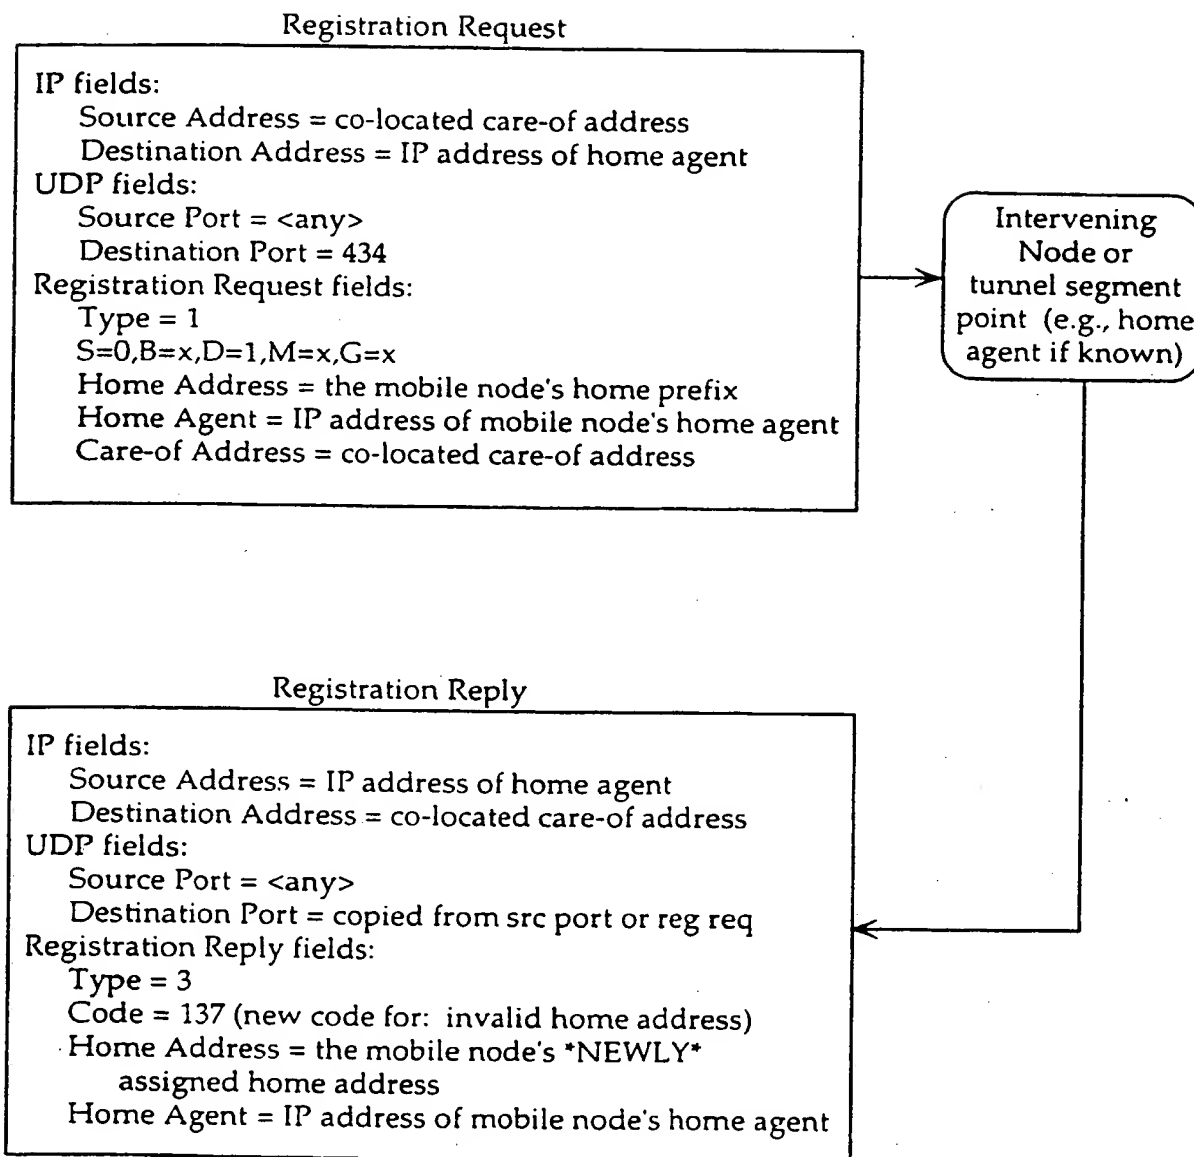 Registration Request
IP fields:
Source Address = co-located care-of address
Destination Address = IP address of home agent
UDP fields:
Source Port = <any>
Destination Port = 434
Registration Request fields:
Type = 1
S=0,B=x,D=1,M=x,G=x
Home Address = the mobile node's home prefix
Home Agent = IP address of mobile node's home agent
Care-of Address = co-located care-of address
Intervening
Node or
tunnel segment
point (e.g., home
agent if known)
Registration Reply
IP fields:
Source Address = IP address of home agent
Destination Address = co-located care-of address
UDP fields:
Source Port = <any>
Destination Port = copied from src port or reg req
Registration Reply fields:
Type = 3
Code = 137 (new code for: invalid home address)
Home Address = the mobile node's *NEWLY*
assigned home address
Home Agent = IP address of mobile node's home agent